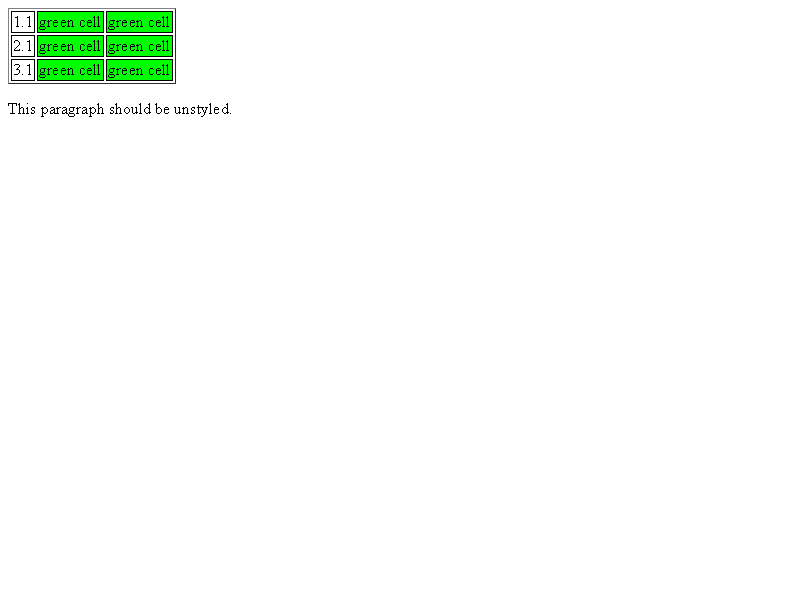 1.1 green cell green cell
2.1 green cell green cell
3.1 green cell green cell
This paragraph should be unstyled.